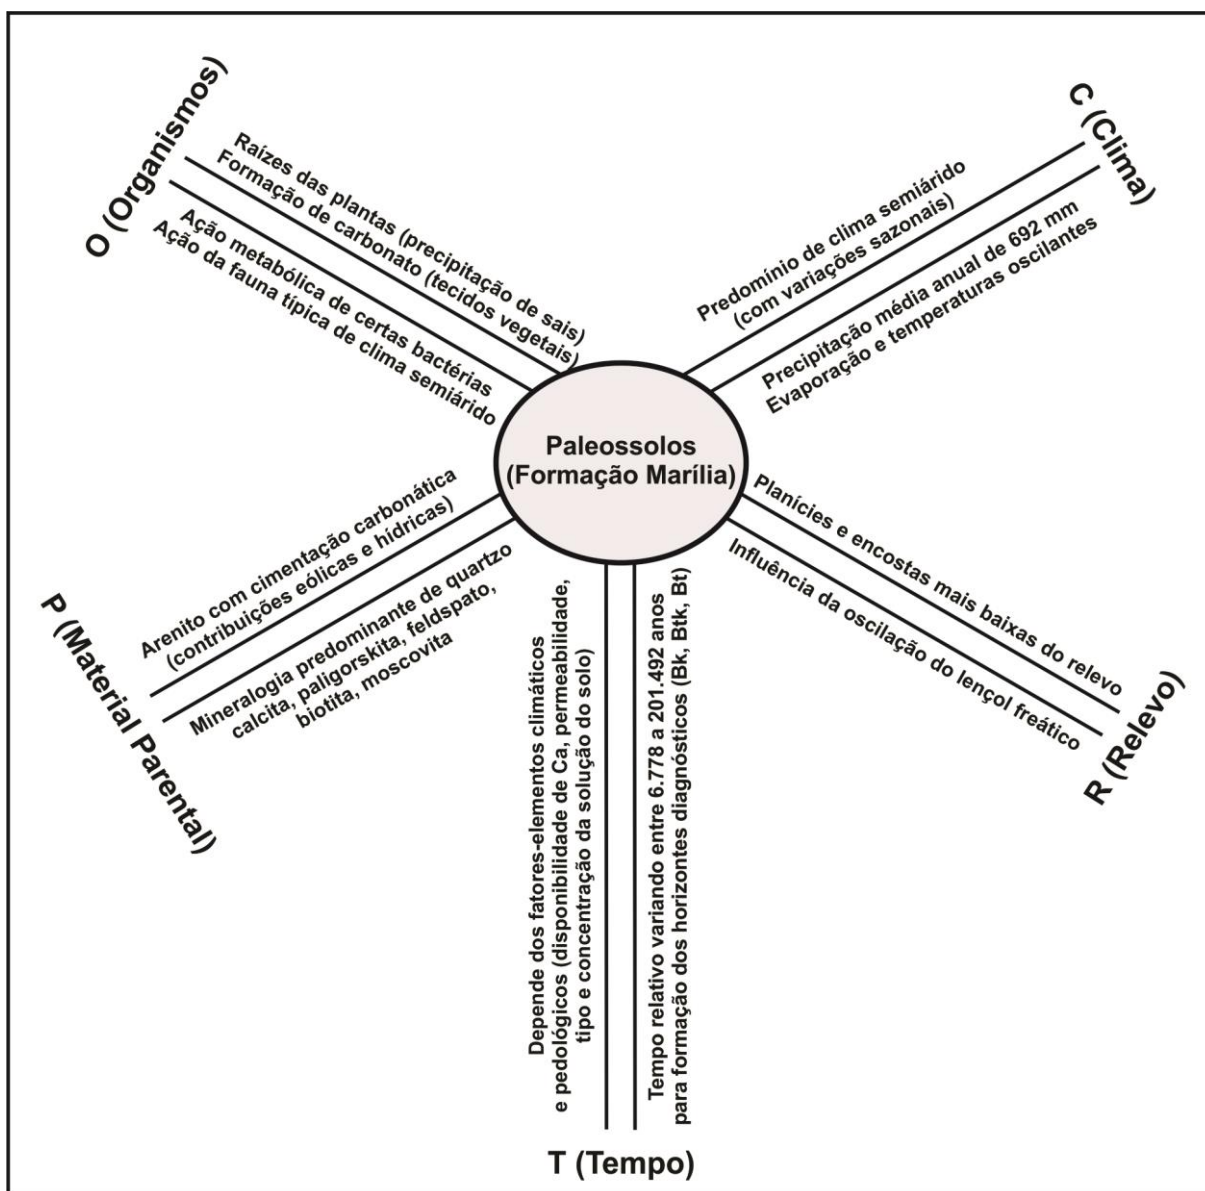 O (Organismos)
Raízes das plantas (precipitação de sais)
Formação de carbonato (tecidos vegetais)
Ação metabólica de certas bactérias
Ação da fauna típica de clima semiárido
C (Clima)
Predomínio de clima semiárido
(com variações sazonais)
Precipitação média anual de 692 mm
Evaporação e temperaturas oscilantes
Paleossolos
(Formação Marília)
P (Material Parental)
Arenito com cimentação carbonática
(contribuições eólicas e hídricas)
Mineralogia predominante de quartzo
calcita, paligorskita, feldspato,
biotita, moscovita
Planícies e encostas mais baixas do relevo
Influência da oscilação do lençol freático
R (Relevo)
Depende dos fatores-elementos climáticos
e pedológicos (disponibilidade de Ca, permeabilidade,
tipo e concentração da solução do solo)
Tempo relativo variando entre 6.778 a 201.492 anos
para formação dos horizontes diagnósticos (Bk, Btk, Bt)
T (Tempo)